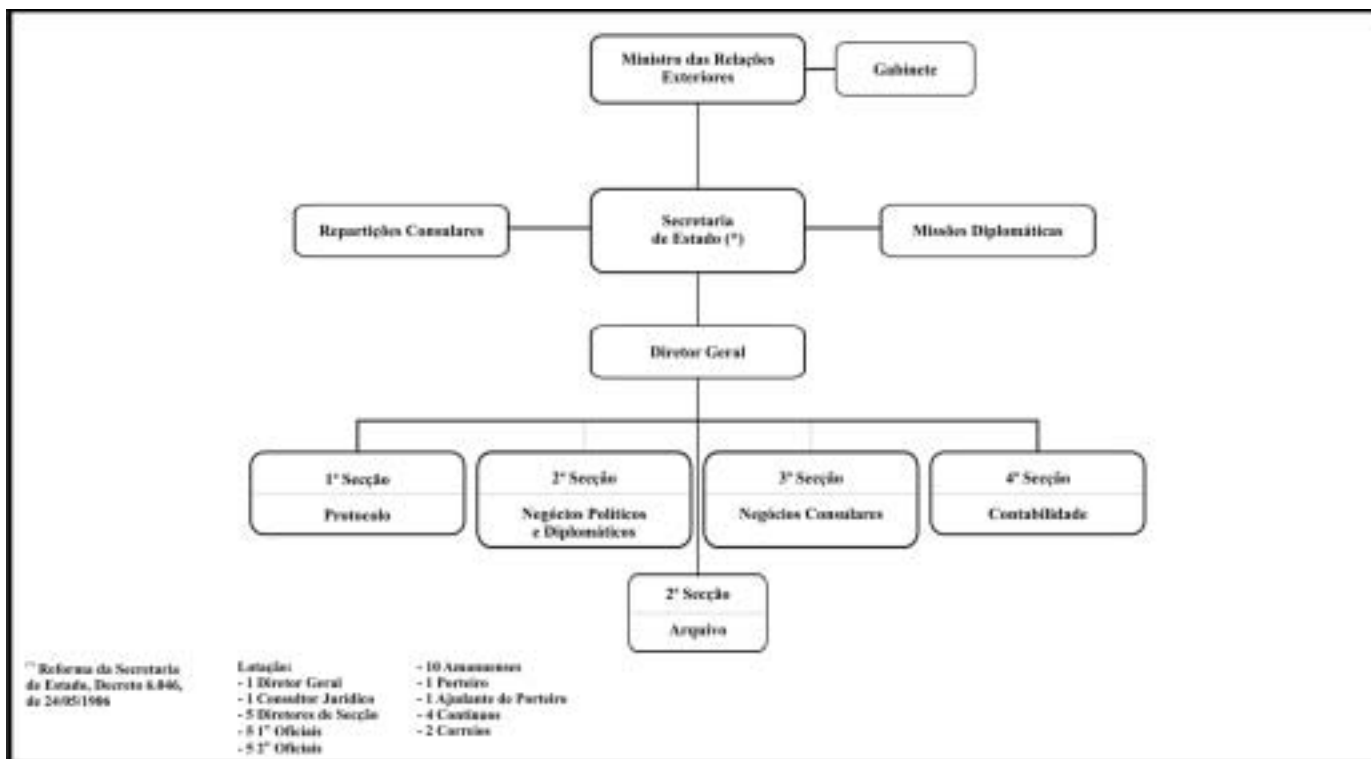 Ministro das Relações
Exteriores
Gabinete
Repartições Consulares
Secretaria
de Estado (*)
Missões Diplomáticas
Diretor Geral
1ª Secção
Protocolo
2ª Secção
Negócios Políticos
e Diplomáticos
3ª Secção
Negócios Consulares
4ª Secção
Contabilidade
2ª Secção
Arquivo
(*) Reforma da Secretaria
de Estado, Decreto 6.046,
de 24/05/1906
Lotação:
- 1 Diretor Geral
- 1 Consultor Jurídico
- 5 Diretores de Secção
- 5 1ºs Oficiais
- 5 2ºs Oficiais
- 10 Amanuenses
- 1 Porteiro
- 1 Ajudante de Porteiro
- 4 Contínuos
- 2 Correios